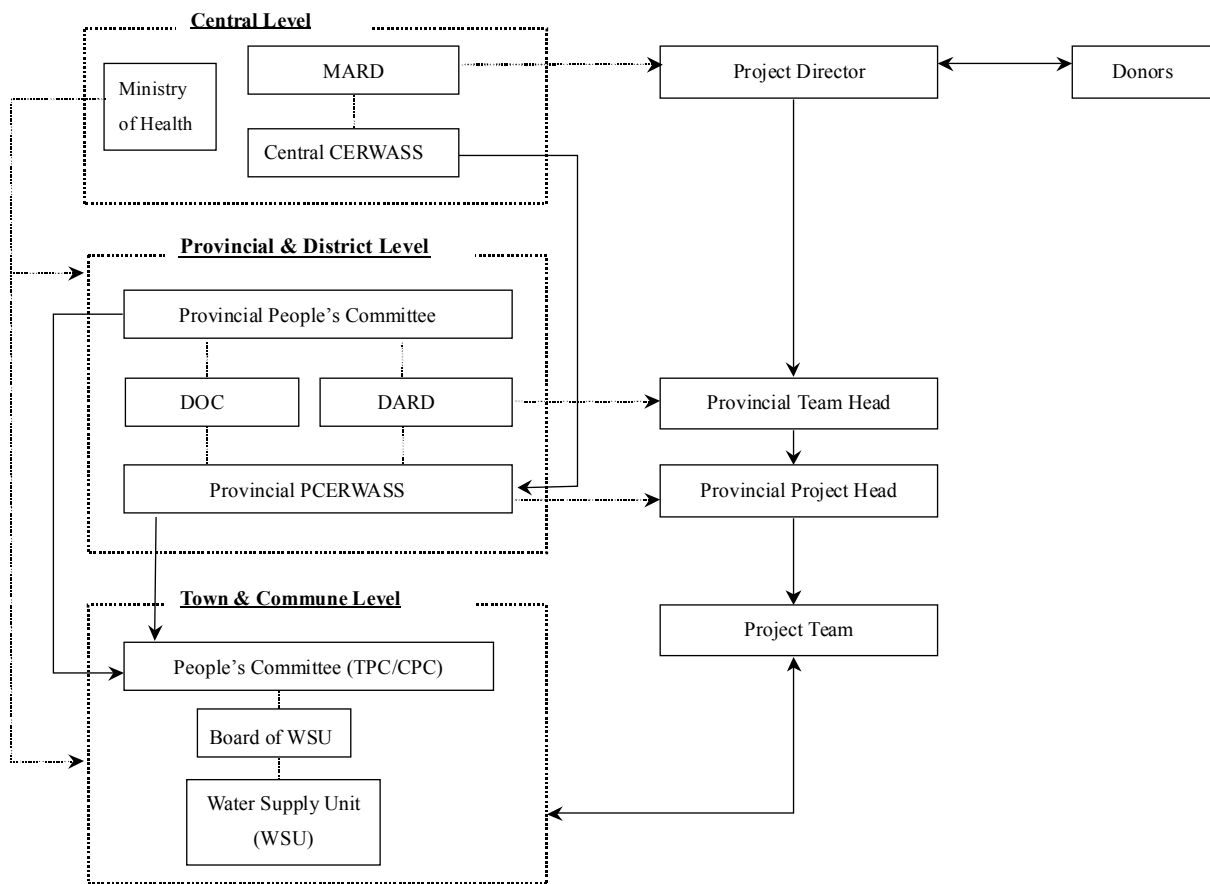 Central Level
MARD
Project Director
Donors
Ministry
of Health
Central CERWASS
Provincial & District Level
Provincial People’s Committee
DOC
DARD
Provincial Team Head
Provincial PCERWASS
Provincial Project Head
Town & Commune Level
Project Team
People’s Committee (TPC/CPC)
Board of WSU
Water Supply Unit
(WSU)